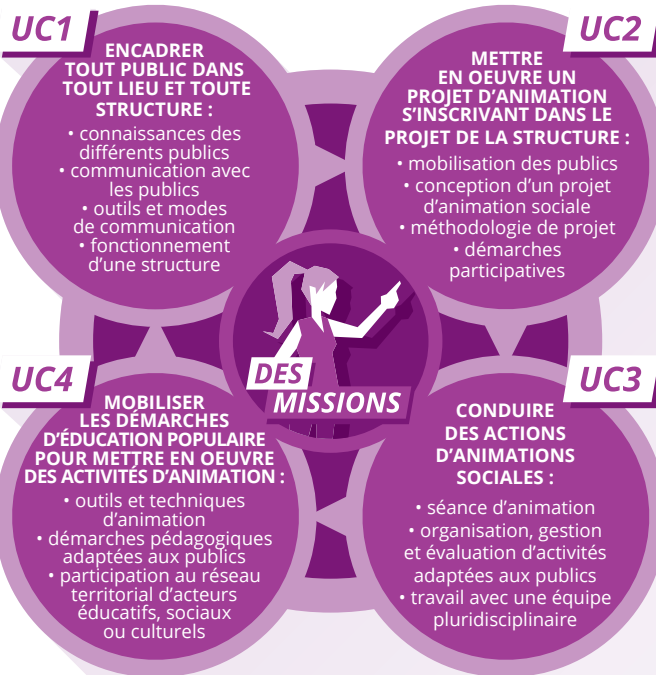 UC1
ENCADRER
TOUT PUBLIC DANS
TOUT LIEU ET TOUTE
STRUCTURE :
• connaissances des
différents publics
• communication avec
les publics
• outils et modes
de communication
• fonctionnement
d’une structure
UC2
METTRE
EN OEUVRE UN
PROJET D’ANIMATION
S’INSCRIVANT DANS LE
PROJET DE LA STRUCTURE :
• mobilisation des publics
• conception d’un projet
d’animation sociale
• méthodologie de projet
• démarches
participatives
DES
MISSIONS
UC4
MOBILISER
LES DÉMARCHES
D’ÉDUCATION POPULAIRE
POUR METTRE EN OEUVRE
DES ACTIVITÉS D’ANIMATION :
• outils et techniques
d’animation
• démarches pédagogiques
adaptées aux publics
• participation au réseau
territorial d’acteurs
éducatifs, sociaux
ou culturels
UC3
CONDUIRE
DES ACTIONS
D’ANIMATIONS
SOCIALES :
• séance d’animation
• organisation, gestion
et évaluation d’activités
adaptées aux publics
• travail avec une équipe
pluridisciplinaire